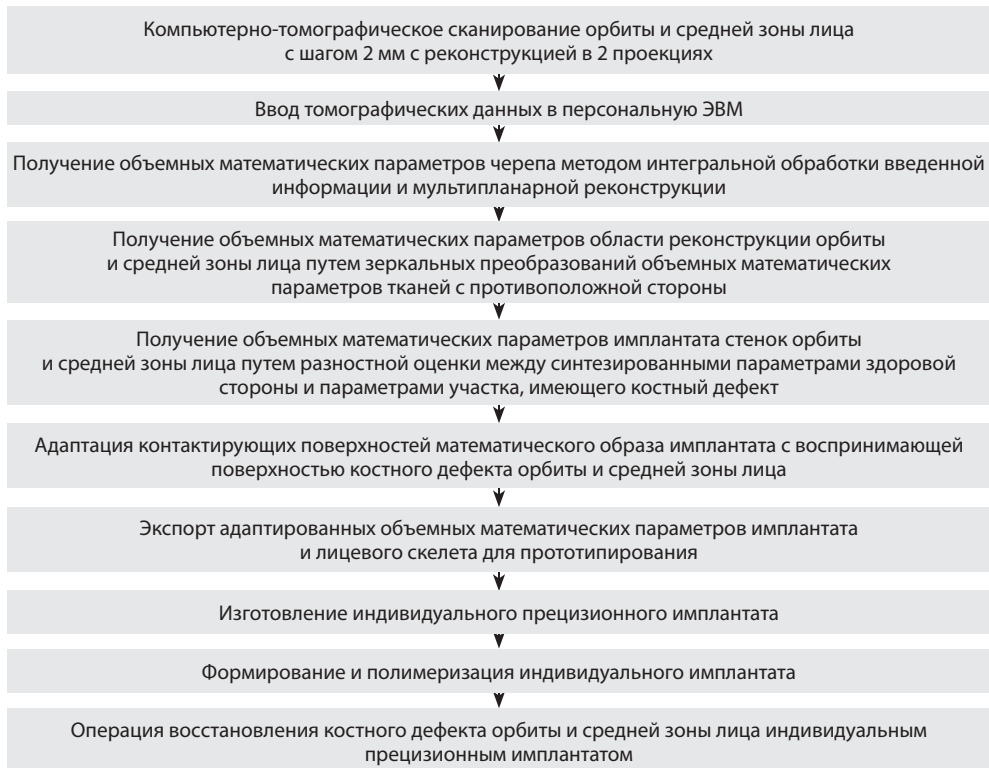 Компьютерно-томографическое сканирование орбиты и средней зоны лица
с шагом 2 мм с реконструкцией в 2 проекциях
Ввод томографических данных в персональную ЭВМ
Получение объемных математических параметров черепа методом интегральной обработки введенной
информации и мультипланарной реконструкции
Получение объемных математических параметров области реконструкции орбиты
и средней зоны лица путем зеркальных преобразований объемных математических
параметров тканей с противоположной стороны
Получение объемных математических параметров имплантата стенок орбиты
и средней зоны лица путем разностной оценки между синтезированными параметрами здоровой
стороны и параметрами участка, имеющего костный дефект
Адаптация контактирующих поверхностей математического образа имплантата с воспринимающей
поверхностью костного дефекта орбиты и средней зоны лица
Экспорт адаптированных объемных математических параметров имплантата
и лицевого скелета для прототипирования
Изготовление индивидуального прецизионного имплантата
Формирование и полимеризация индивидуального имплантата
Операция восстановления костного дефекта орбиты и средней зоны лица индивидуальным
прецизионным имплантатом